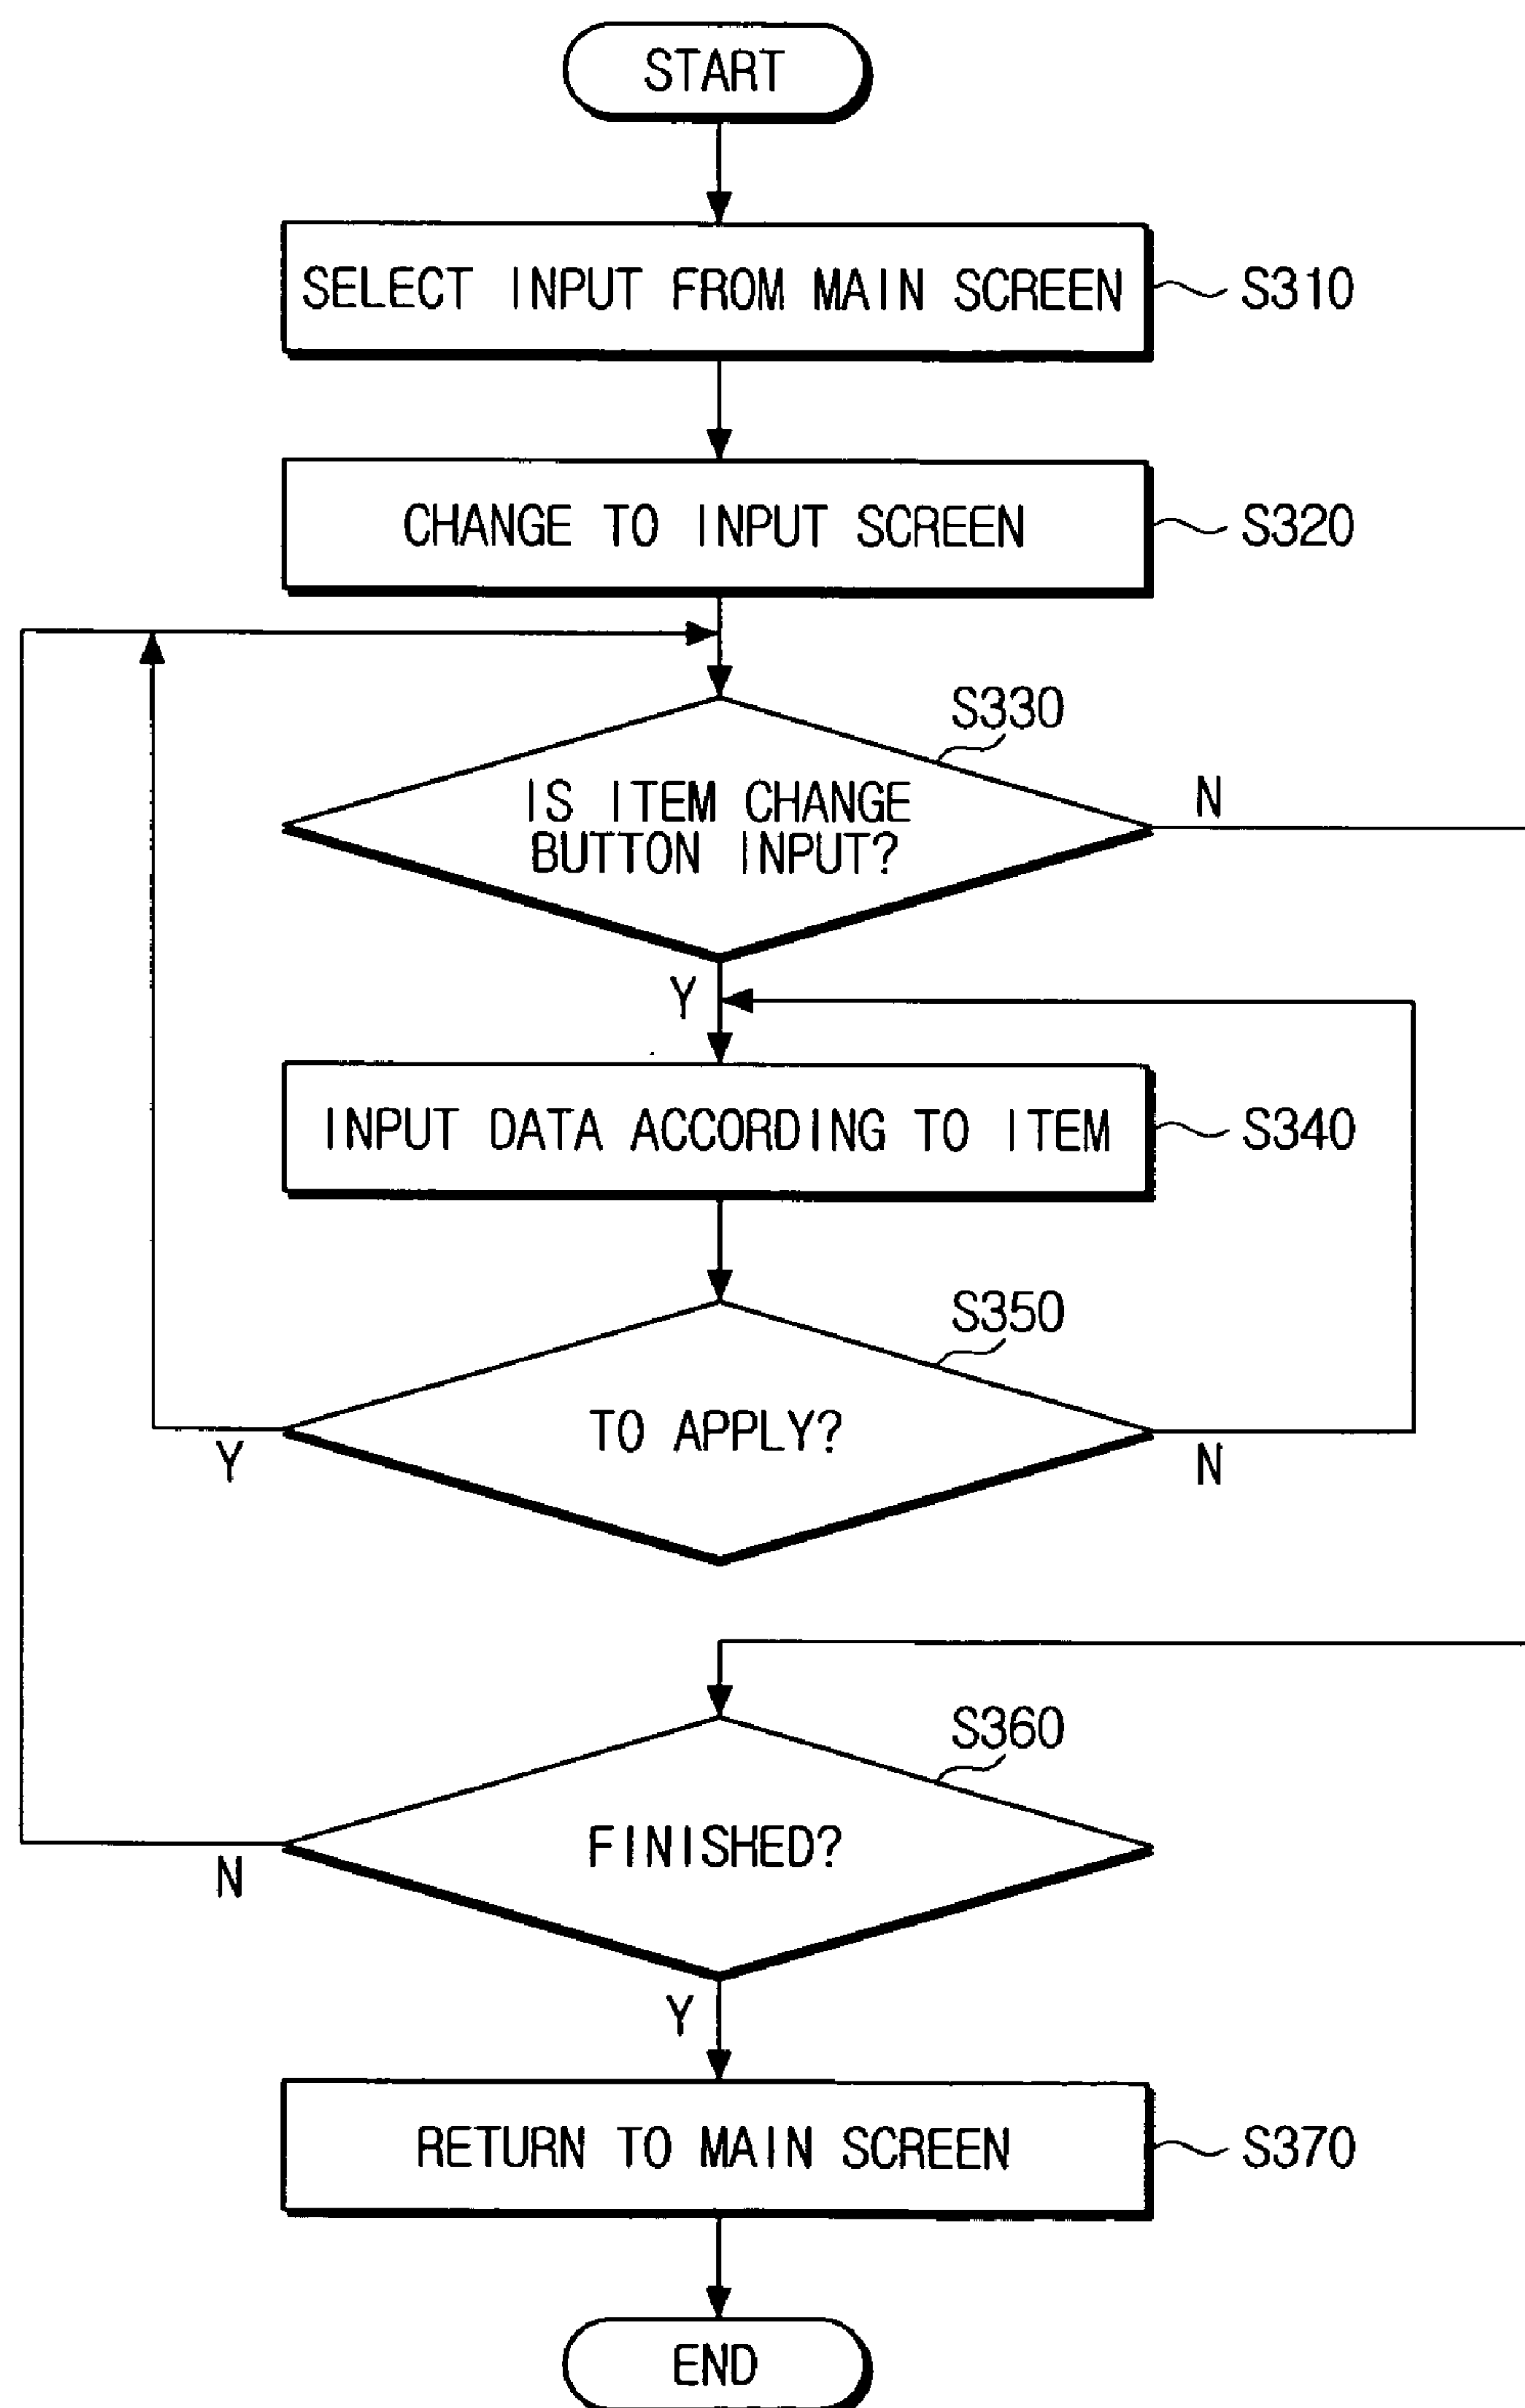 START
SELECT INPUT FROM MAIN SCREEN
S310
CHANGE TO INPUT SCREEN
S320
S330
IS ITEM CHANGE
BUTTON INPUT?
N
Y
INPUT DATA ACCORDING TO ITEM
S340
S350
TO APPLY?
Y
N
S360
FINISHED?
N
Y
RETURN TO MAIN SCREEN
S370
END